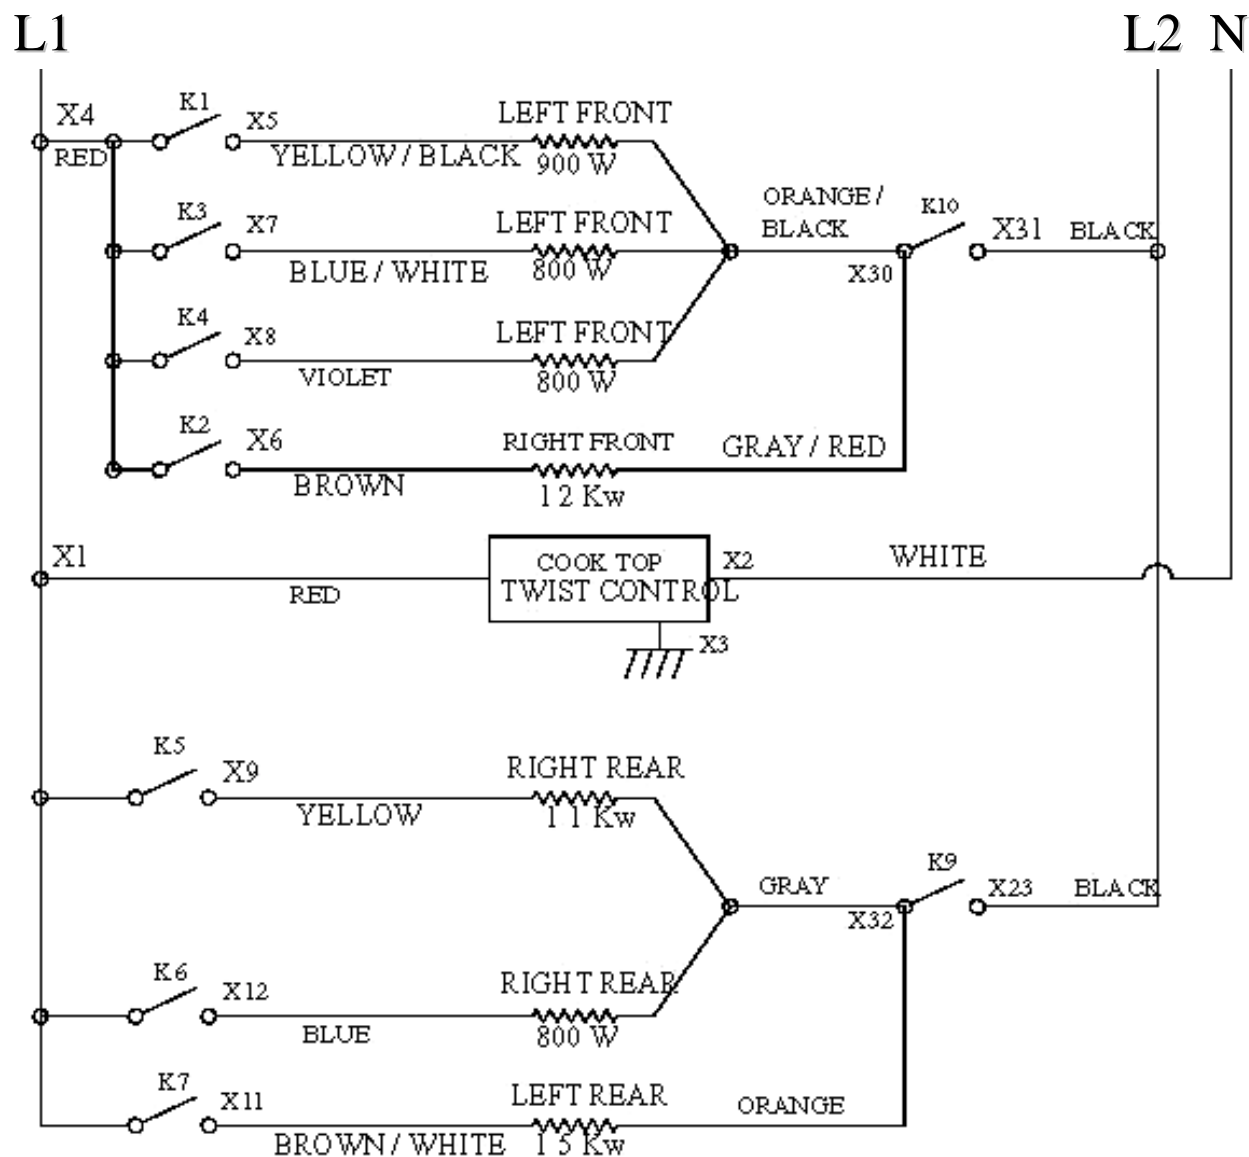 L1
L2 N
X4
K1
X5
LEFT FRONT
RED
YELLOW / BLACK
900 W
K3
X7
LEFT FRONT
ORANGE /
BLACK
K10
X31
BLACK
BLUE / WHITE
800 W
X30
K4
X8
LEFT FRONT
VIOLET
800 W
K2
X6
RIGHT FRONT
GRAY / RED
BROWN
1 2 Kw
X1
COOK TOP
TWIST CONTROL
X2
WHITE
RED
X3
K5
X9
RIGHT REAR
YELLOW
1 1 Kw
GRAY
K9
X23
BLACK
X32
K6
X12
RIGHT REAR
BLUE
800 W
K7
X11
LEFT REAR
ORANGE
BROWN / WHITE
1 5 Kw